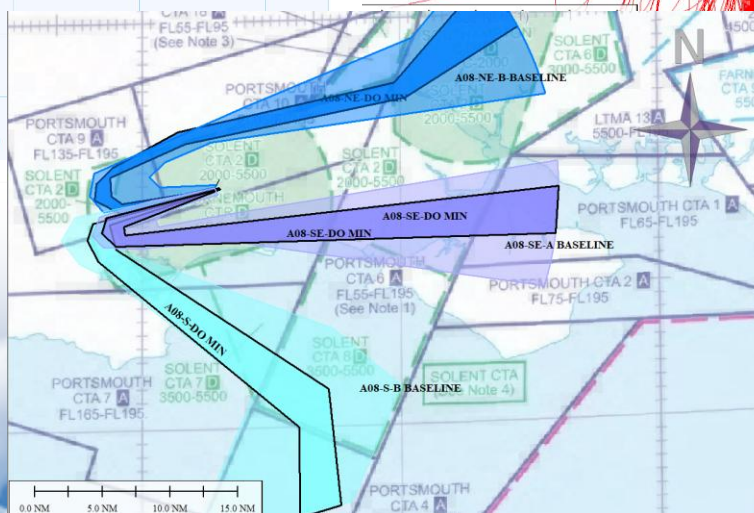 CTA 18 A
FL55-FL95
(See Note 3)
SOLENT
CTA D
2000-5500
SOLENT
CTA 6 D
3000-5500
N
A08-NE-B-BASELINE
PORTSMOUTH
CTA 10 A
A08-NE-DO MIN
SOLENT
2000-5500
LTMA 13 A
5500-FL
PORTSMOUTH
CTA 9 A
FL135-FL195
SOLENT
CTA 2 D
2000-
5500
SOLENT
CTA 2 D
2000-
5500
SOLENT
CTA 2 D
2000-
5500
CTR D
A08-SE-DO MIN
A08-SE-DO MIN
PORTSMOUTH CTA 1 A
FL65-FL195
A08-SE-A BASELINE
PORTSMOUTH
CTA 6 A
FL55-FL195
(See Note 1)
PORTSMOUTH CTA 2 A
FL75-FL195
A08-S-DO MIN
SOLENT
CTA 8 D
3500-5500
SOLENT
CTA 7 D
3500-5500
A08-S-B BASELINE
SOLENT CTA
(See Note 4)
PORTSMOUTH
CTA 7 A
FL165-FL195
PORTSMOUTH
CTA 4 A
0.0 NM 5.0 NM 10.0 NM 15.0 NM